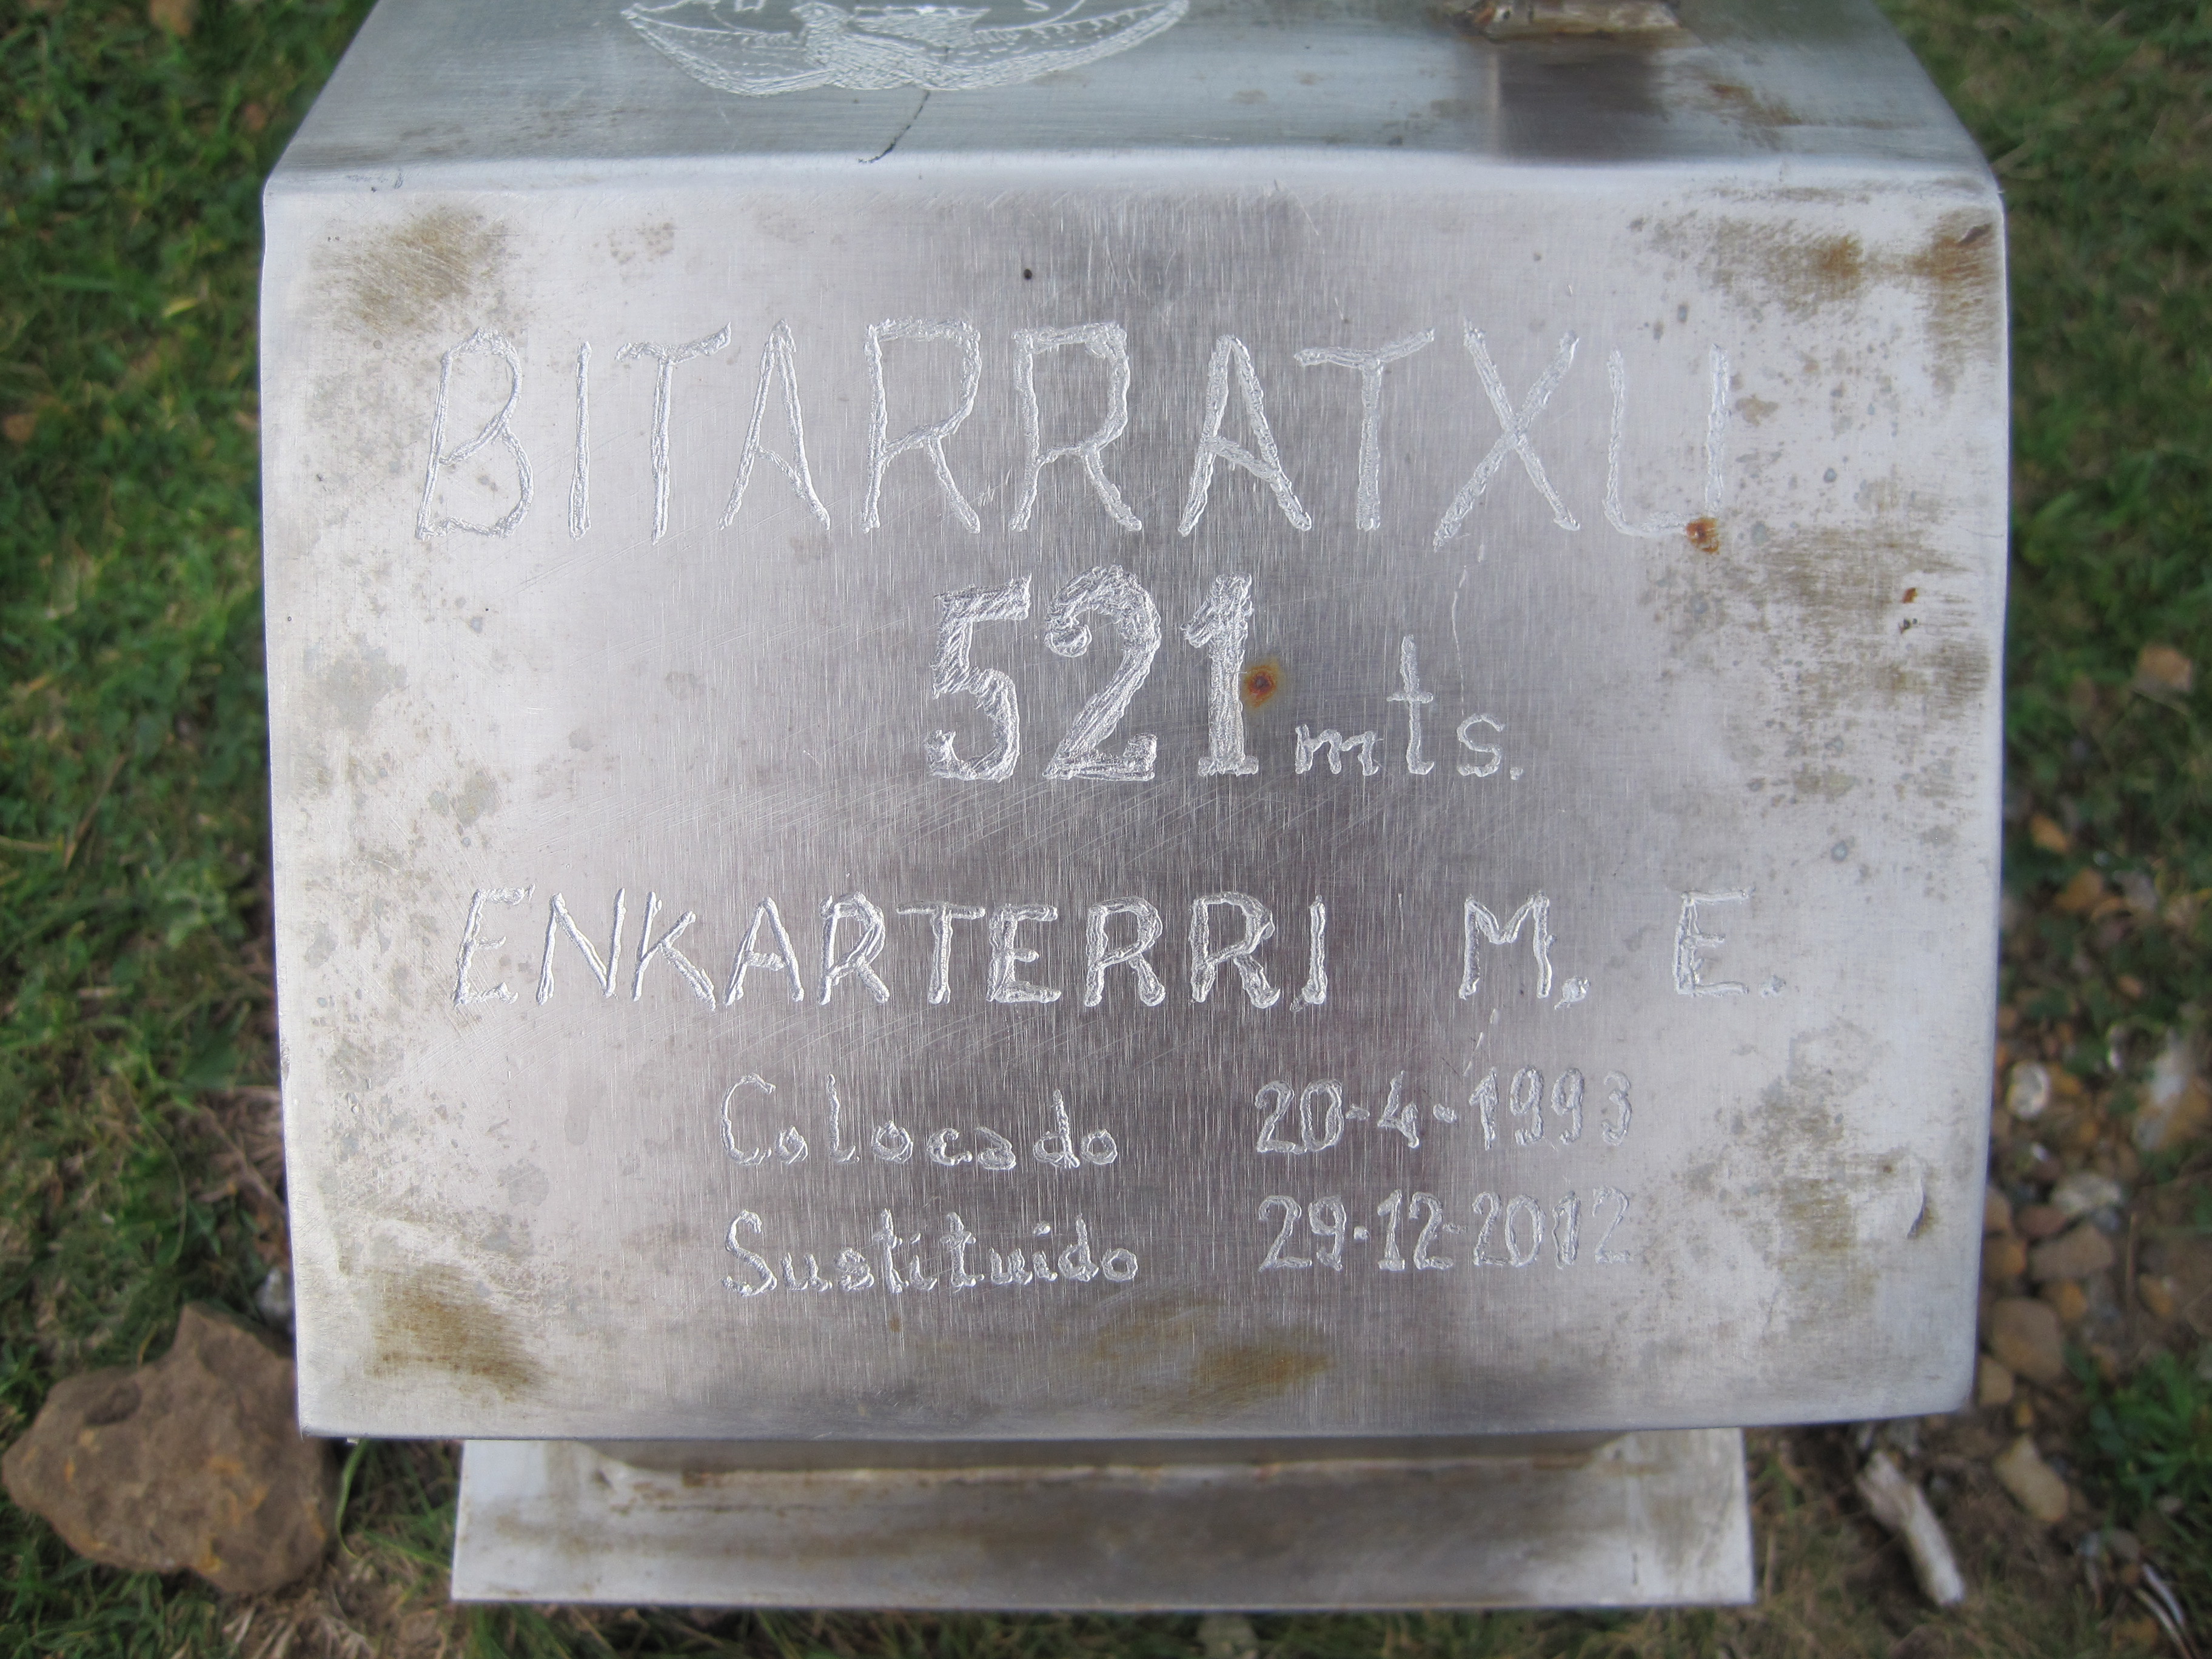 BITARRATXU
521 mts.
ENKARTERRI M. E.
Colocado 20-4-1993
Sustituido 29-12-2012